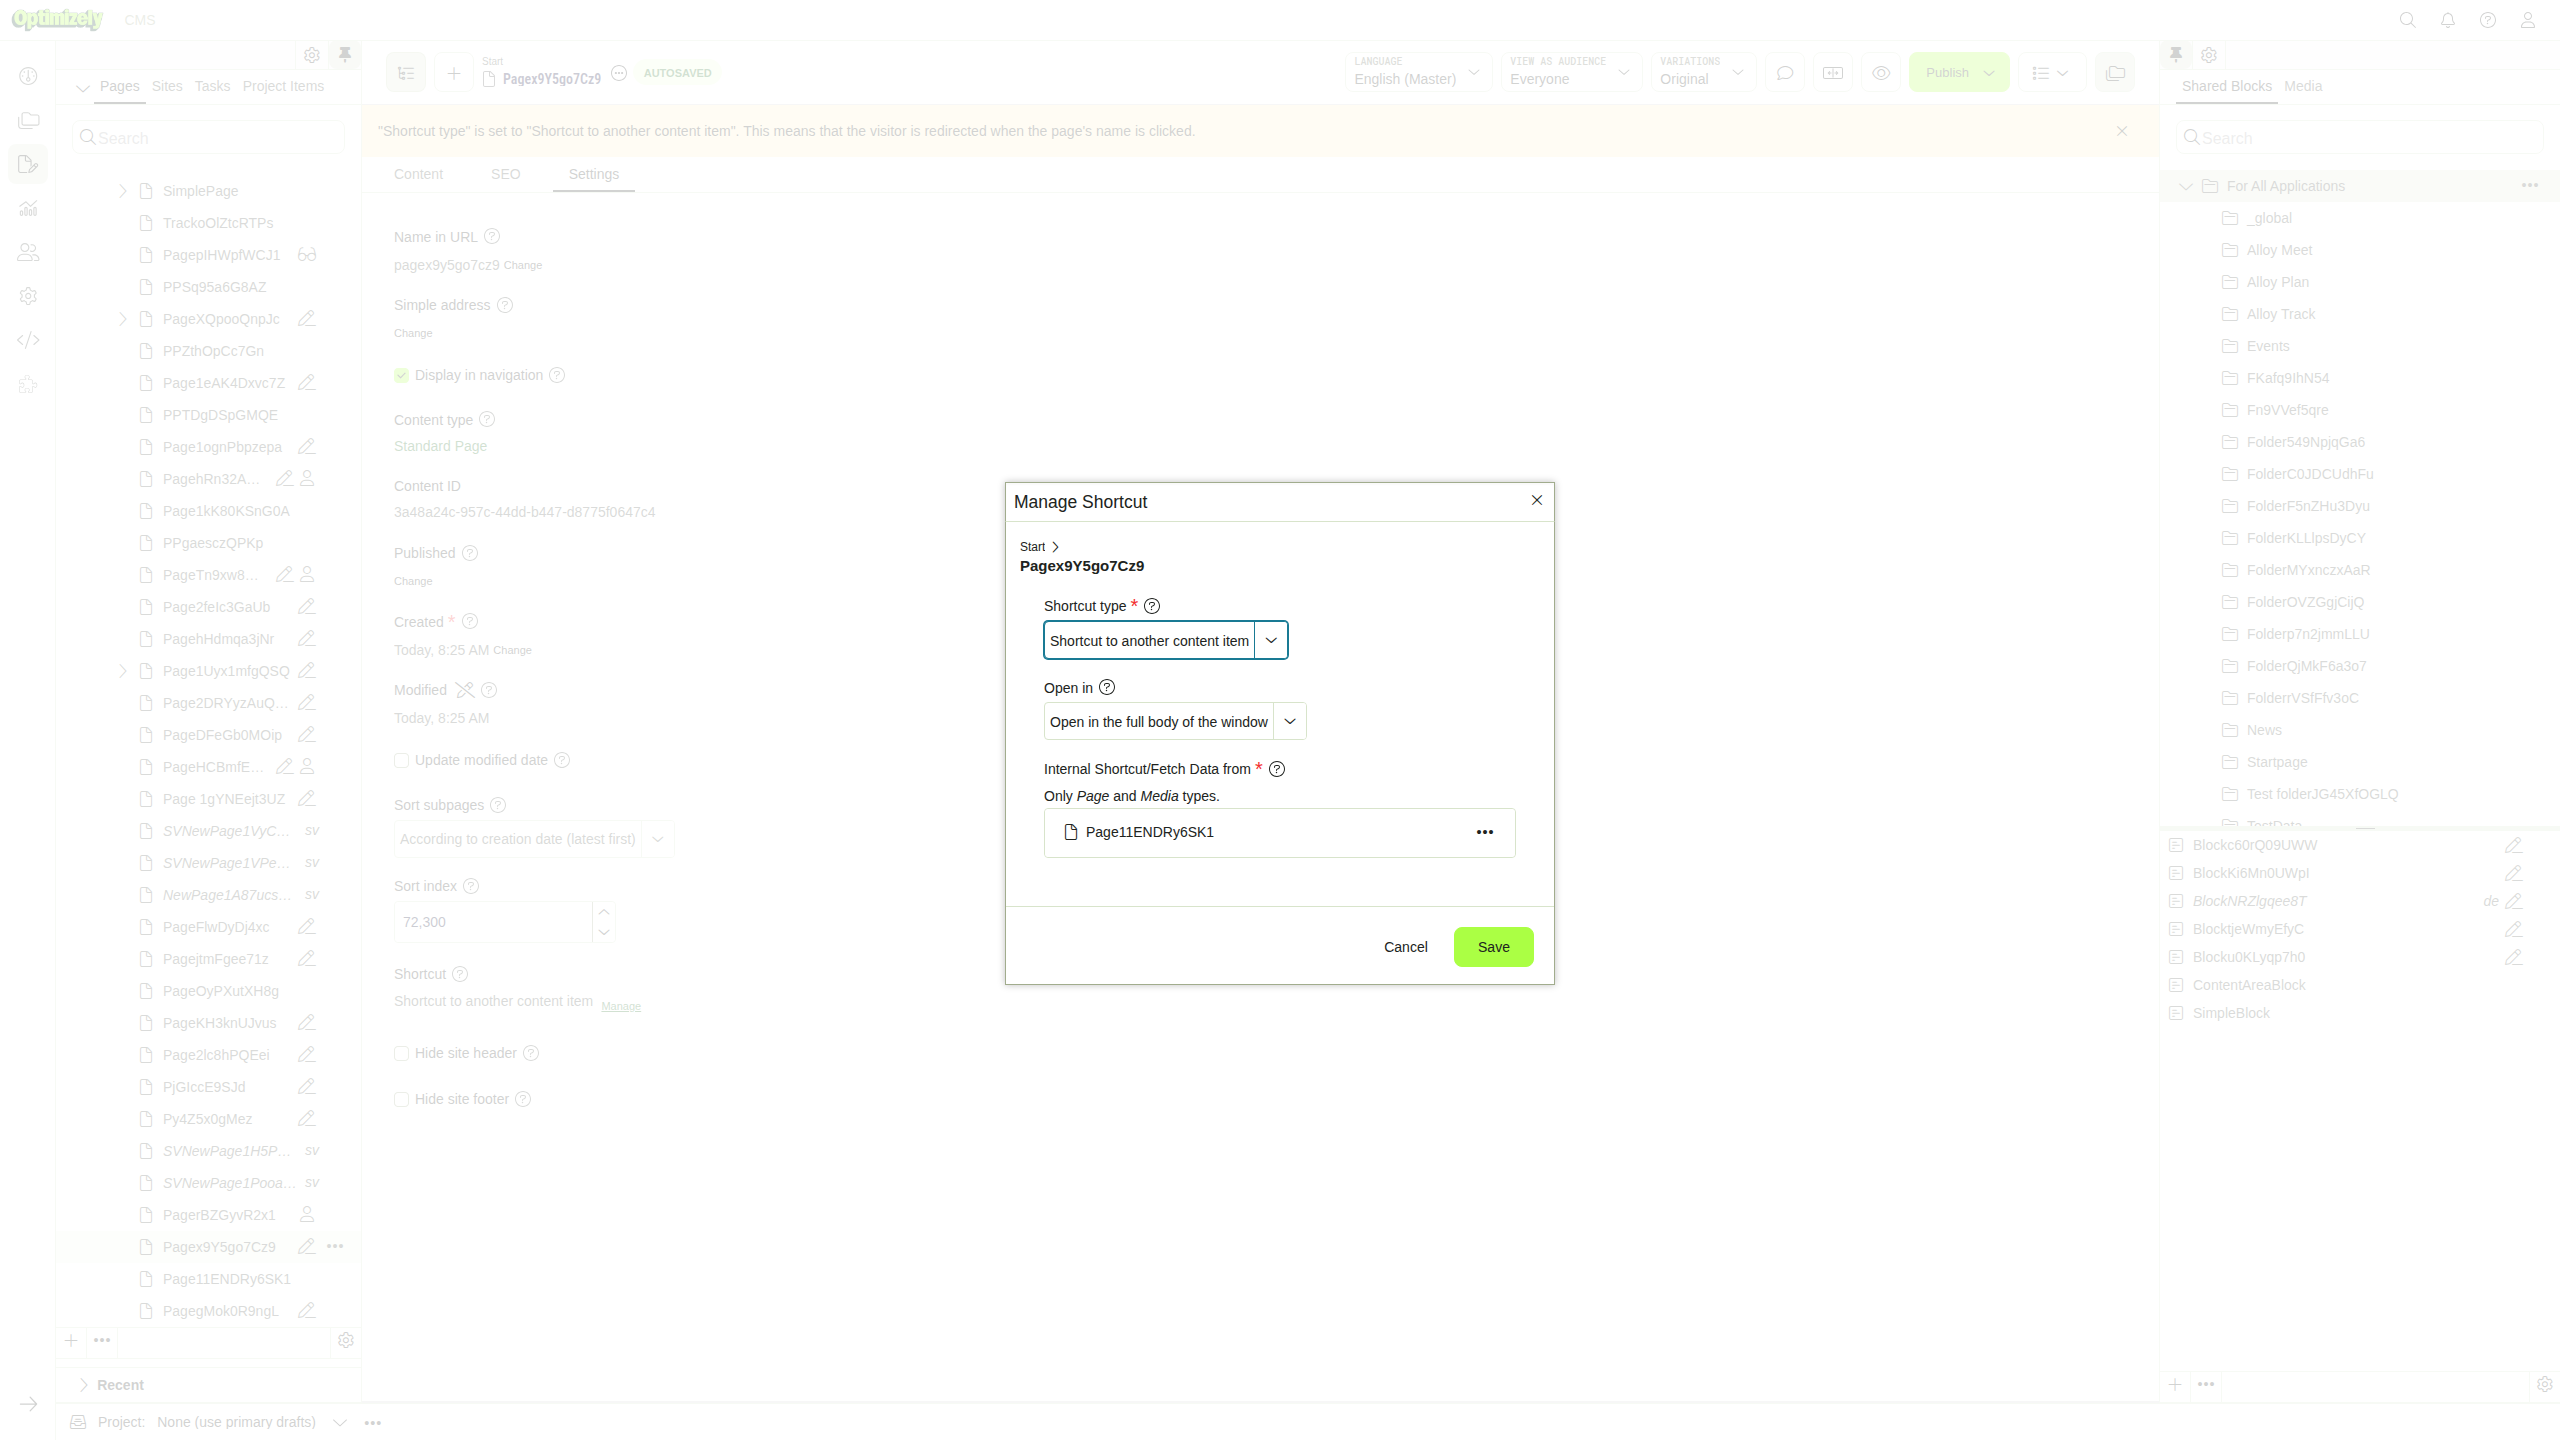 Optimizely CMS
Pages Sites Tasks Project Items
Search
SimplePage
TrackoOlZtcRTPs
PagepIHWpfWCJ1
PPSq95a6G8AZ
PageXQpooQnpJc
PPZthOpCc7Gn
Page1eAK4Dxvc7Z
PPTDgDSpGMQE
Page1ognPbpzepa
PagehRn32A...
Page1kK80KSnG0A
PPgaesczQPKp
PageTn9xw8...
Page2feIc3GaUb
PagehHdmqa3jNr
Page1Uyx1mfgQSQ
Page2DRYyzAuQ...
PageDFeGb0MOip
PageHCBmfE...
Page 1gYNEejt3UZ
SVNewPage1VyC... sv
SVNewPage1VPe... sv
NewPage1A87ucs... sv
PageFlwDyDj4xc
PagejtmFgee71z
PageOyPXutXH8g
PageKH3knUJvus
Page2lc8hPQEei
PjGIccE9SJd
Py4Z5x0gMez
SVNewPage1H5P... sv
SVNewPage1Pooa... sv
PagerBZGyvR2x1
Pagex9Y5go7Cz9
Page11ENDRy6SK1
PagegMok0R9ngL
Recent
Project: None (use primary drafts)
Start
Pagex9Y5go7Cz9 AUTOSAVED
LANGUAGE
English (Master)
VIEW AS AUDIENCE
Everyone
VARIATIONS
Original
Publish
"Shortcut type" is set to "Shortcut to another content item". This means that the visitor is redirected when the page's name is clicked.
Content SEO Settings
Name in URL
pagex9y5go7cz9 Change
Simple address
Change
Display in navigation
Content type
Standard Page
Content ID
3a48a24c-957c-44dd-b447-d8775f0647c4
Published
Change
Created *
Today, 8:25 AM Change
Modified
Today, 8:25 AM
Update modified date
Sort subpages
According to creation date (latest first)
Sort index
72,300
Shortcut
Shortcut to another content item Manage
Hide site header
Hide site footer
Manage Shortcut
Start
Pagex9Y5go7Cz9
Shortcut type *
Shortcut to another content item
Open in
Open in the full body of the window
Internal Shortcut/Fetch Data from *
Only Page and Media types.
Page11ENDRy6SK1
Cancel Save
Shared Blocks Media
Search
For All Applications
_global
Alloy Meet
Alloy Plan
Alloy Track
Events
FKafq9IhN54
Fn9VVef5qre
Folder549NpjqGa6
FolderC0JDCUdhFu
FolderF5nZHu3Dyu
FolderKLLlpsDyCY
FolderMYxnczxAaR
FolderOVZGgjCijQ
Folderp7n2jmmLLU
FolderQjMkF6a3o7
FolderrVSfFfv3oC
News
Startpage
Test folderJG45XfOGLQ
TestData
Blockc60rQ09UWW
BlockKi6Mn0UWpI
BlockNRZlgqee8T de
BlocktjeWmyEfyC
Blocku0KLyqp7h0
ContentAreaBlock
SimpleBlock